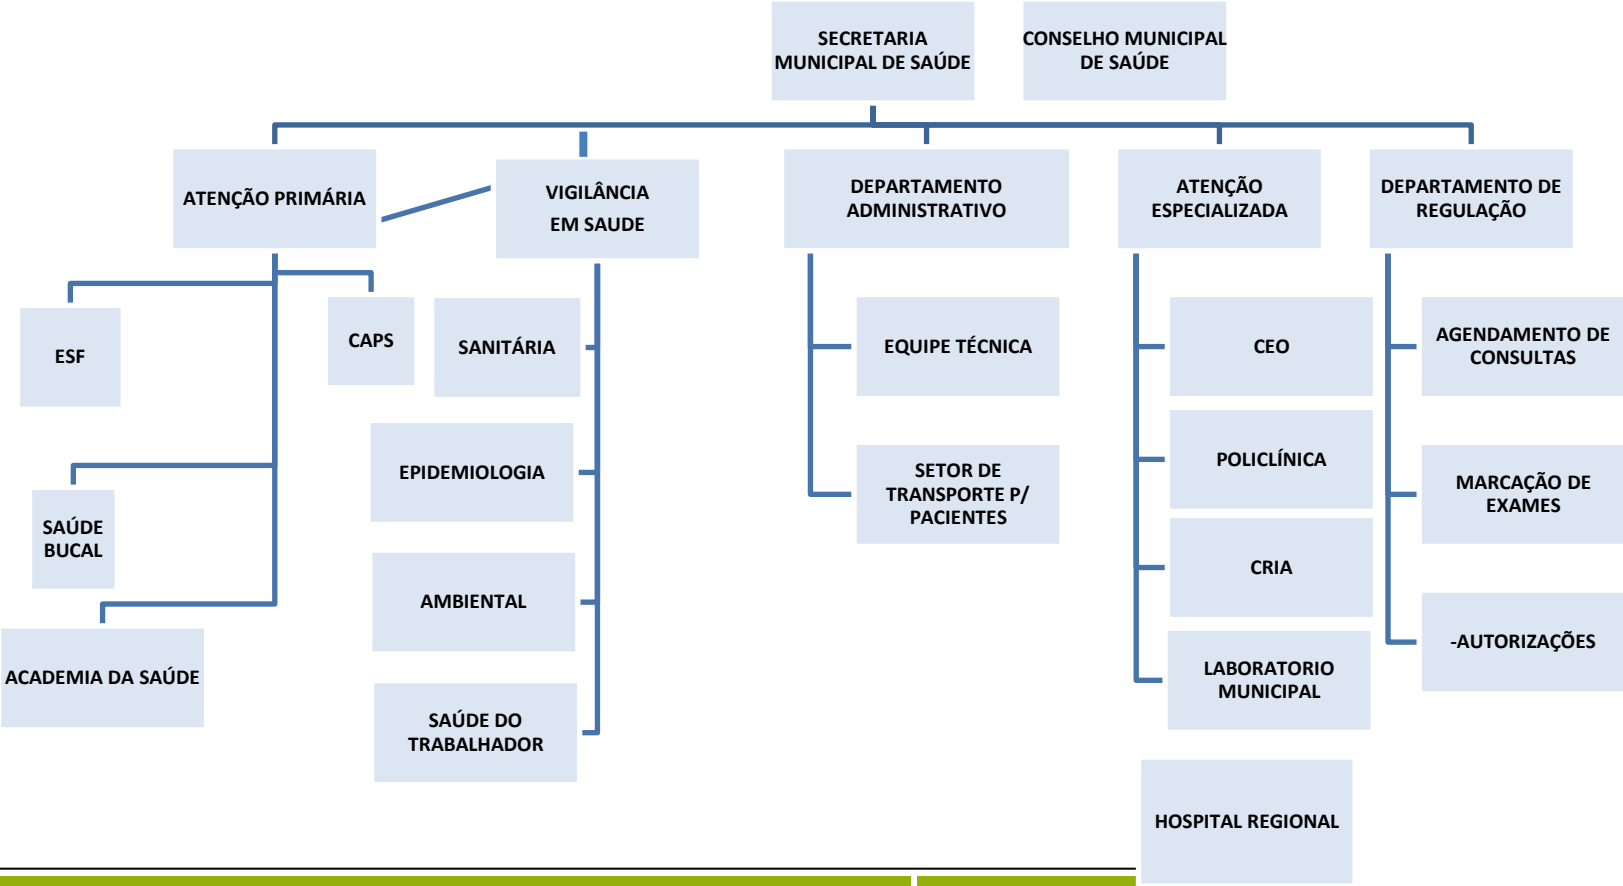 SECRETARIA
MUNICIPAL DE SAÚDE
CONSELHO MUNICIPAL
DE SAÚDE
ATENÇÃO PRIMÁRIA
VIGILÂNCIA
EM SAUDE
DEPARTAMENTO
ADMINISTRATIVO
ATENÇÃO
ESPECIALIZADA
DEPARTAMENTO DE
REGULAÇÃO
ESF
CAPS
SAÚDE
BUCAL
ACADEMIA DA SAÚDE
SANITÁRIA
EPIDEMIOLOGIA
AMBIENTAL
SAÚDE DO
TRABALHADOR
EQUIPE TÉCNICA
SETOR DE
TRANSPORTE P/
PACIENTES
CEO
POLICLÍNICA
CRIA
LABORATORIO
MUNICIPAL
HOSPITAL REGIONAL
AGENDAMENTO DE
CONSULTAS
MARCAÇÃO DE
EXAMES
-AUTORIZAÇÕES